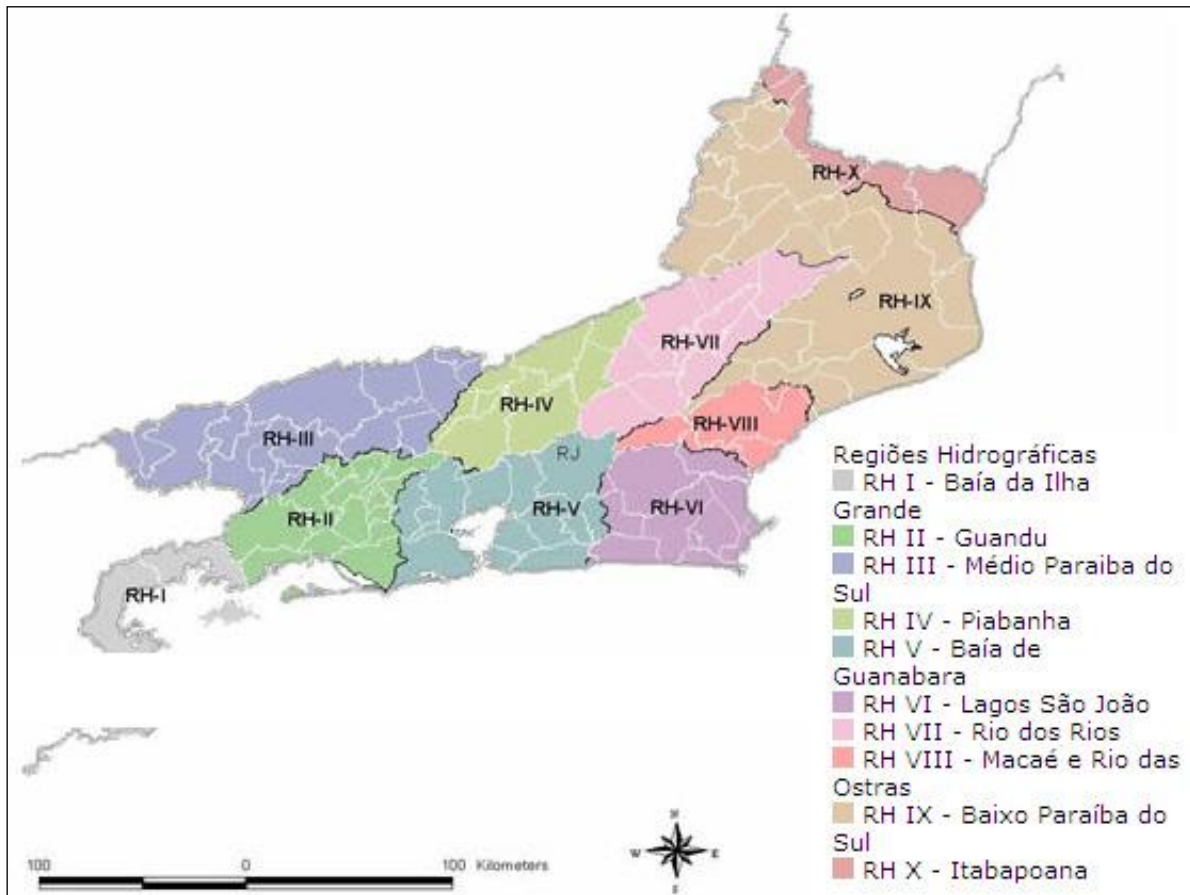 RH-X
RH-IX
RH-VII
RH-IV
RH-VIII
RH-III
RJ
RH-V
RH-VI
RH-II
RH-I
Regiões Hidrográficas
RH I - Baía da Ilha
Grande
RH II - Guandu
RH III - Médio Paraiba do
Sul
RH IV - Piabanha
RH V - Baía de
Guanabara
RH VI - Lagos São João
RH VII - Rio dos Rios
RH VIII - Macaé e Rio das
Ostras
RH IX - Baixo Paraíba do
Sul
RH X - Itabapoana
100 0 100 Kilometers
N
W E